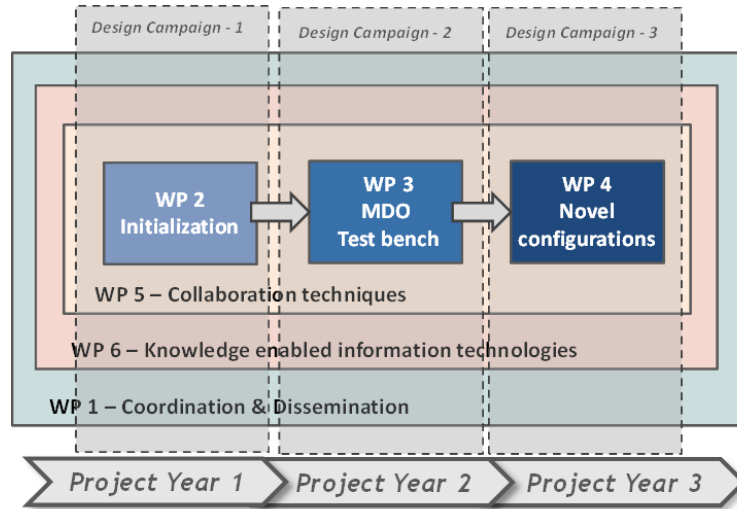 Design Campaign - 1
Design Campaign - 2
Design Campaign - 3
WP 2
Initialization
WP 3
MDO
Test bench
WP 4
Novel
configurations
WP 5 – Collaboration techniques
WP 6 – Knowledge enabled information technologies
WP 1 – Coordination & Dissemination
Project Year 1
Project Year 2
Project Year 3